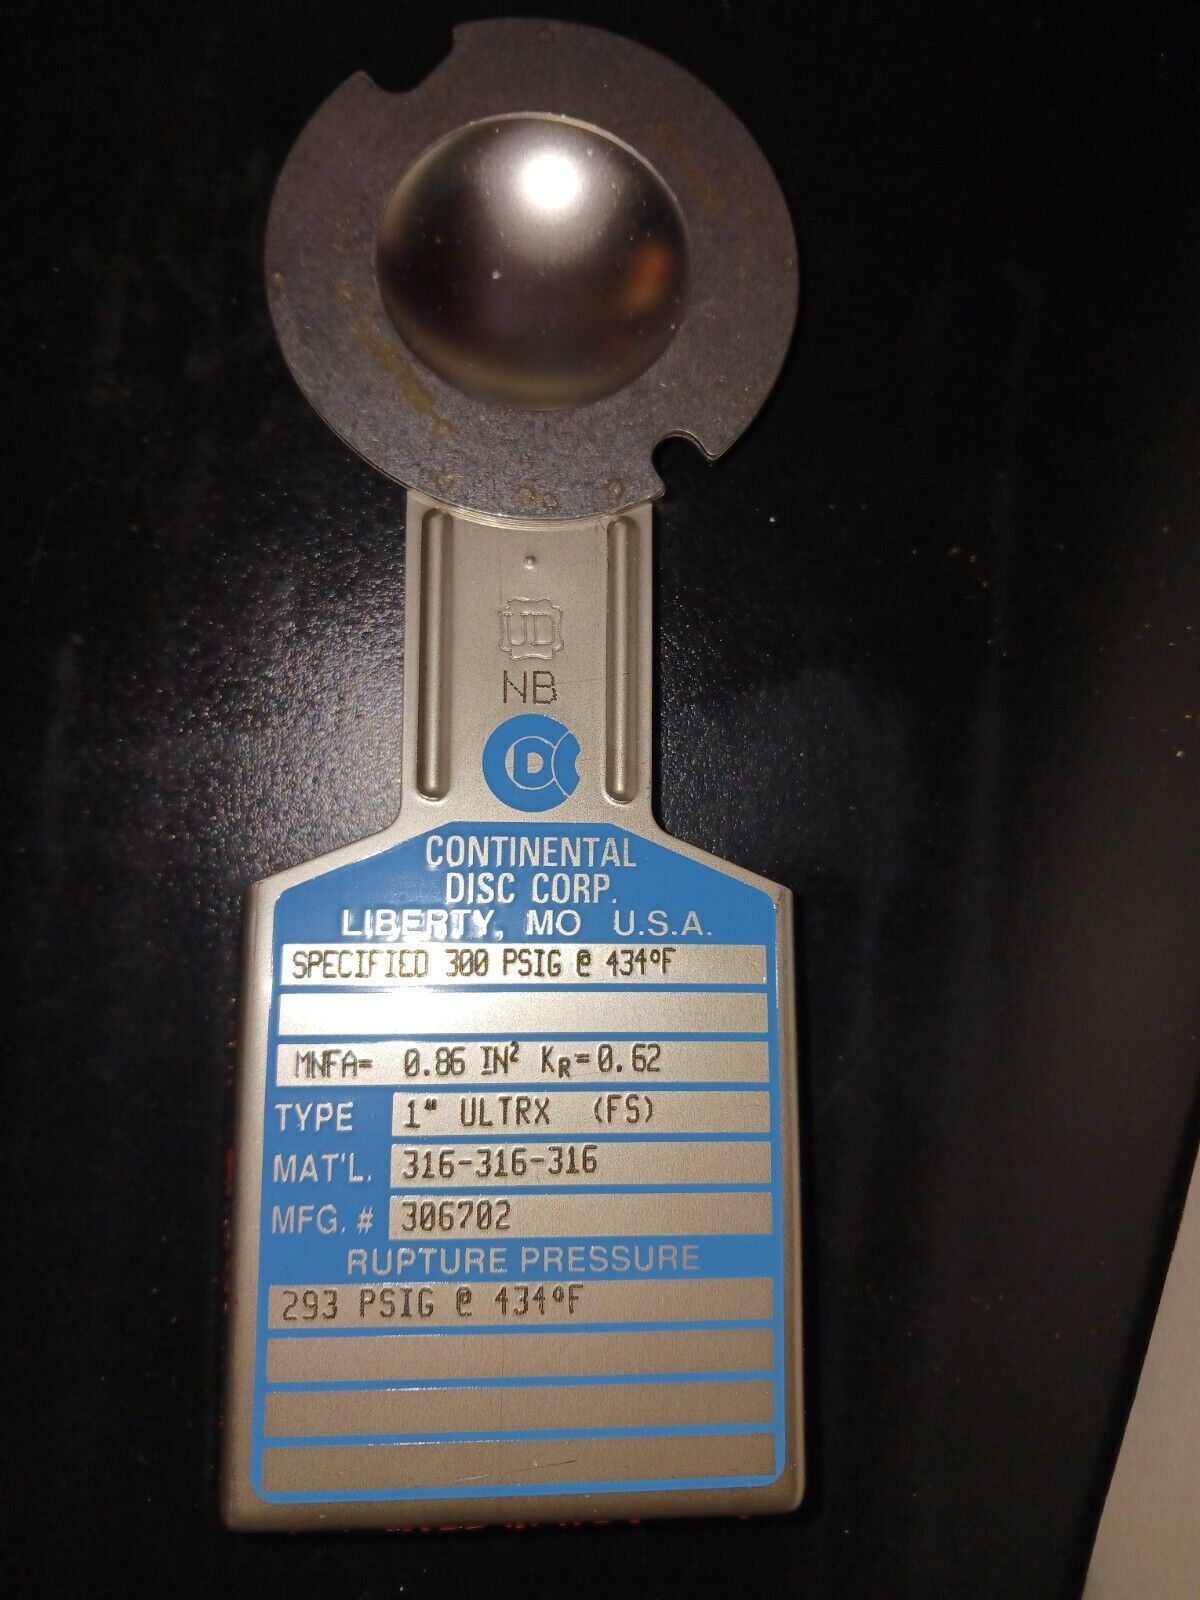 UD
NB
CDC
CONTINENTAL
DISC CORP.
LIBERTY, MO U.S.A.
SPECIFIED 300 PSIG @ 434°F
MNFA= 0.86 IN² KR=0.62
TYPE 1" ULTRX (FS)
MAT'L. 316-316-316
MFG. # 306702
RUPTURE PRESSURE
293 PSIG @ 434°F